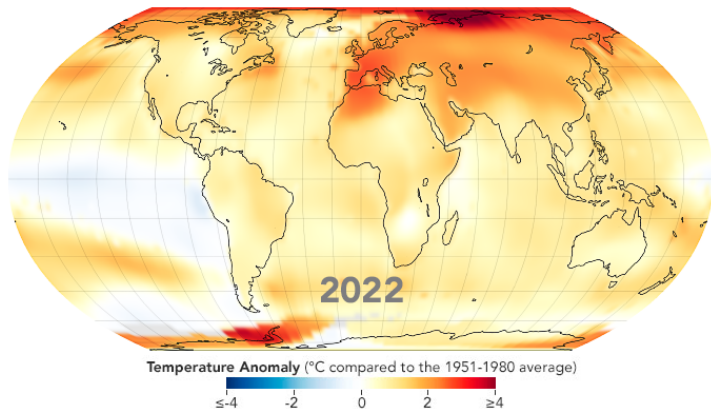 2022
Temperature Anomaly (°C compared to the 1951-1980 average)
≤-4 -2 0 2 ≥4